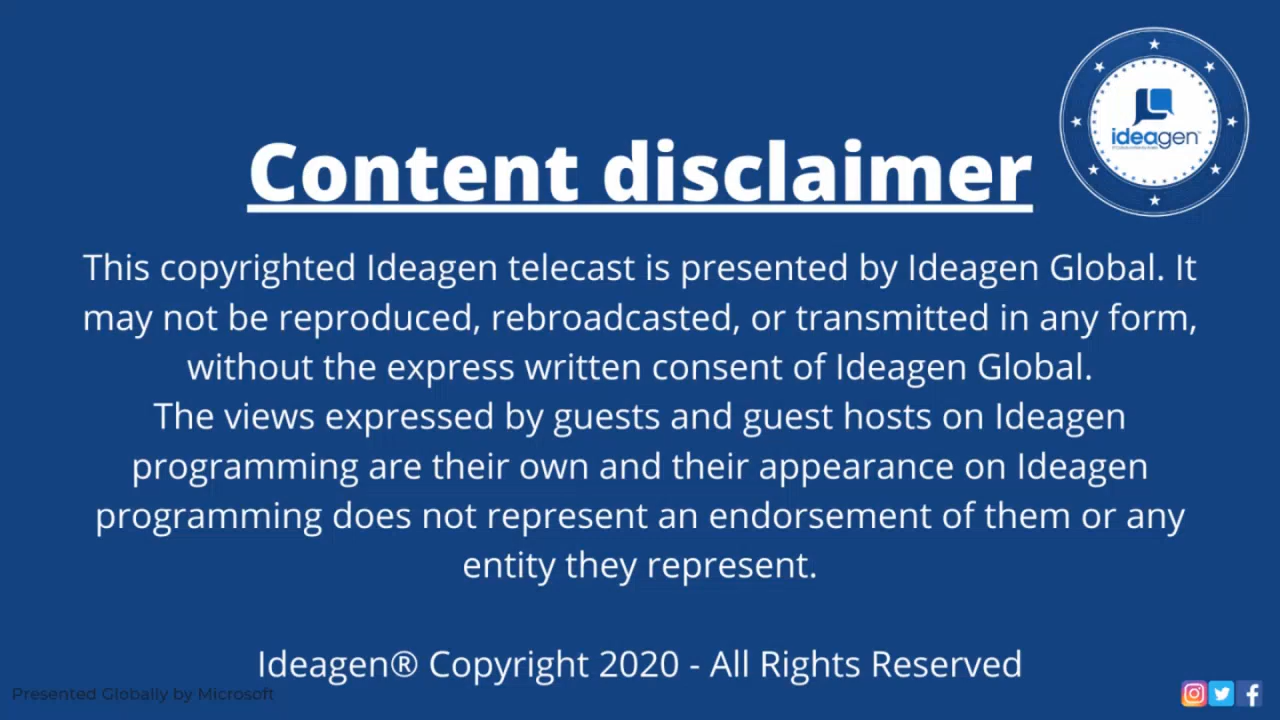 ideagen
Content disclaimer
This copyrighted Ideagen telecast is presented by Ideagen Global. It
may not be reproduced, rebroadcasted, or transmitted in any form,
without the express written consent of Ideagen Global.
The views expressed by guests and guest hosts on Ideagen
programming are their own and their appearance on Ideagen
programming does not represent an endorsement of them or any
entity they represent.
Ideagen® Copyright 2020 - All Rights Reserved
Presented Globally by Microsoft